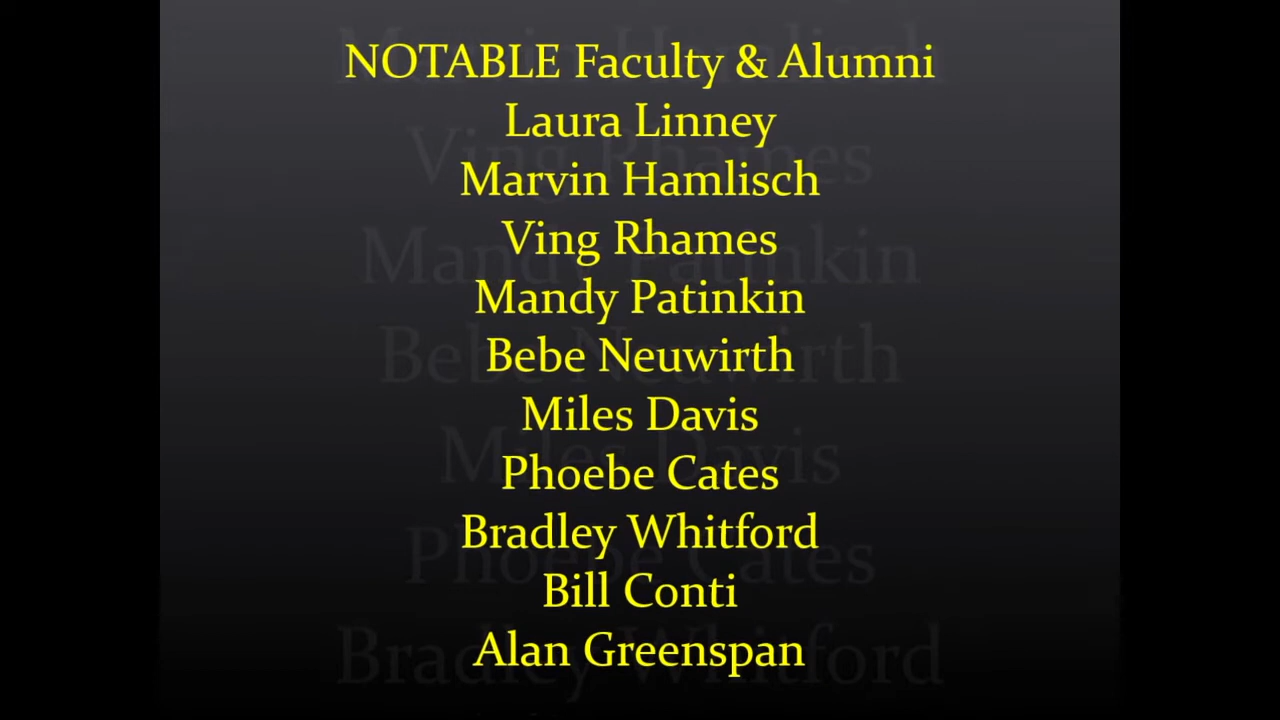 NOTABLE Faculty & Alumni
Laura Linney
Marvin Hamlisch
Ving Rhames
Mandy Patinkin
Bebe Neuwirth
Miles Davis
Phoebe Cates
Bradley Whitford
Bill Conti
Alan Greenspan